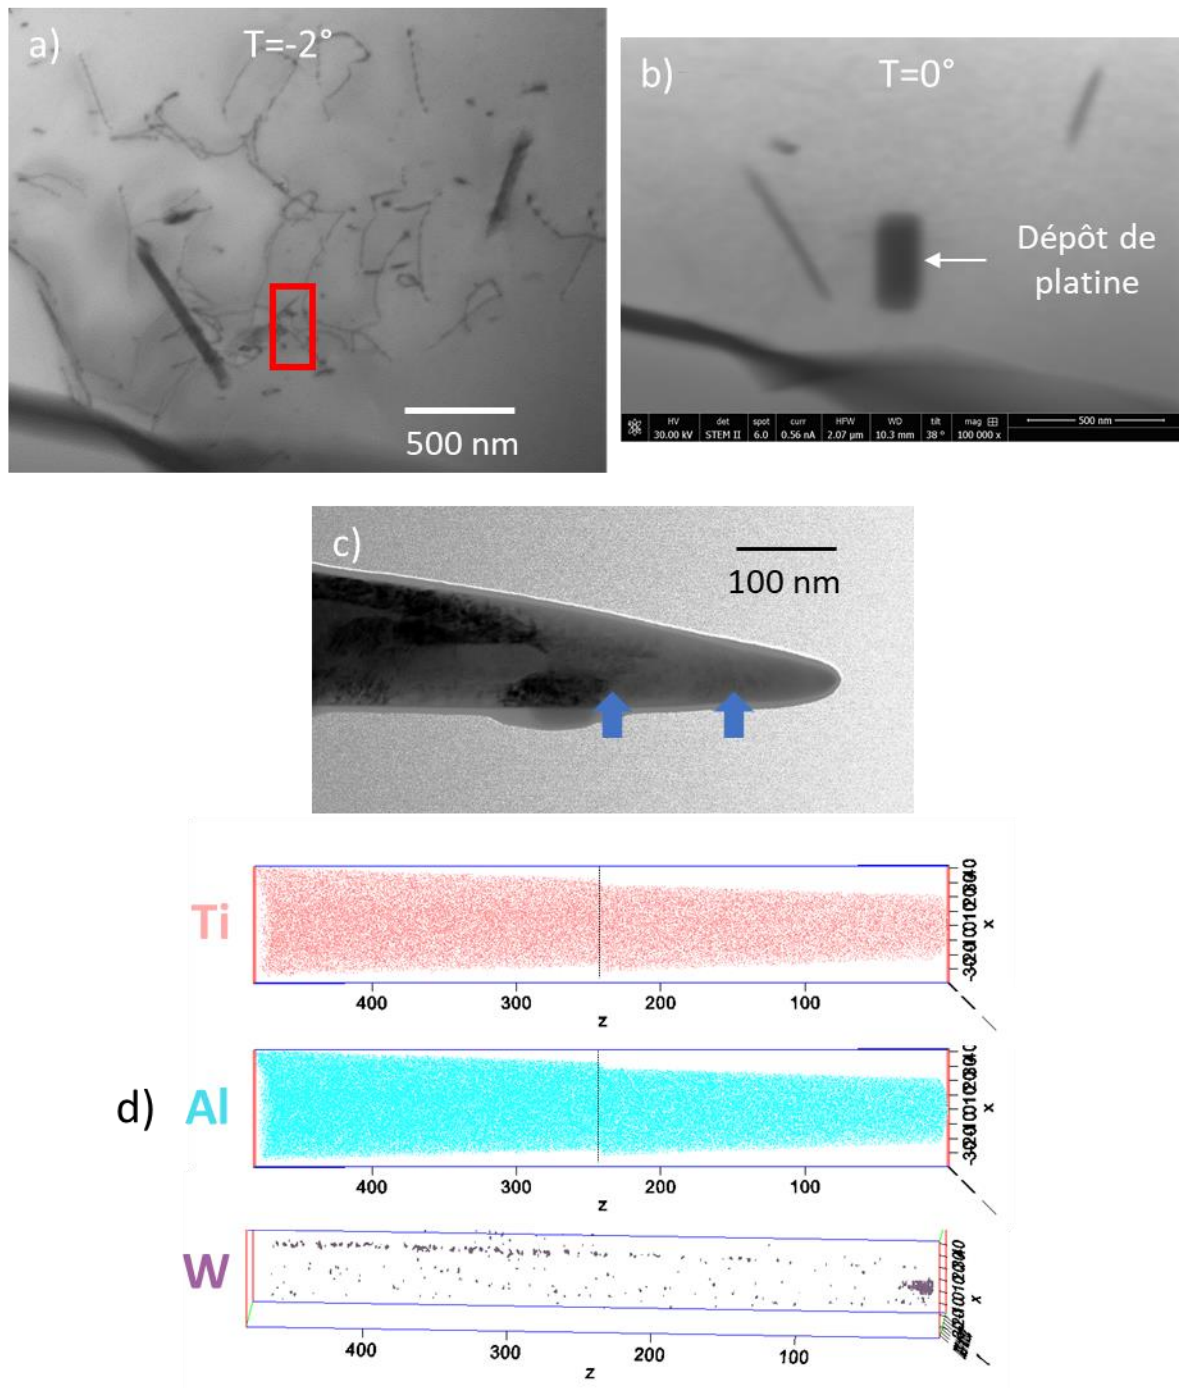 a)
T=-2°
500 nm
b)
T=0°
Dépôt de
platine
HV det spot curr HFW WD tilt mag
30.00 kV STEM II 6.0 0.56 nA 2.07 µm 10.3 mm 38 ° 100 000 x
500 nm
c)
100 nm
Ti
400 300 200 100
z
x
d)
Al
400 300 200 100
z
x
W
400 300 200 100
z
x